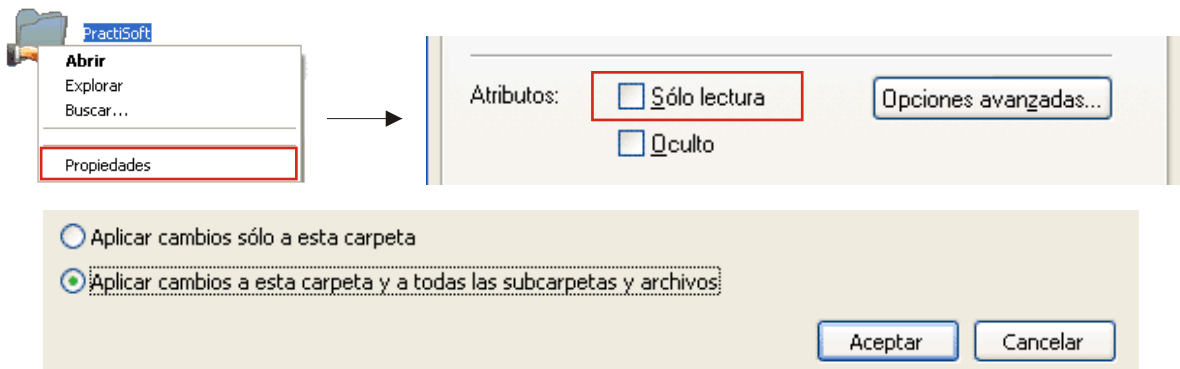 PractiSoft
Abrir
Explorar
Buscar...
Propiedades
Atributos:
Sólo lectura
Opciones avanzadas...
Oculto
Aplicar cambios sólo a esta carpeta
Aplicar cambios a esta carpeta y a todas las subcarpetas y archivos
Aceptar
Cancelar